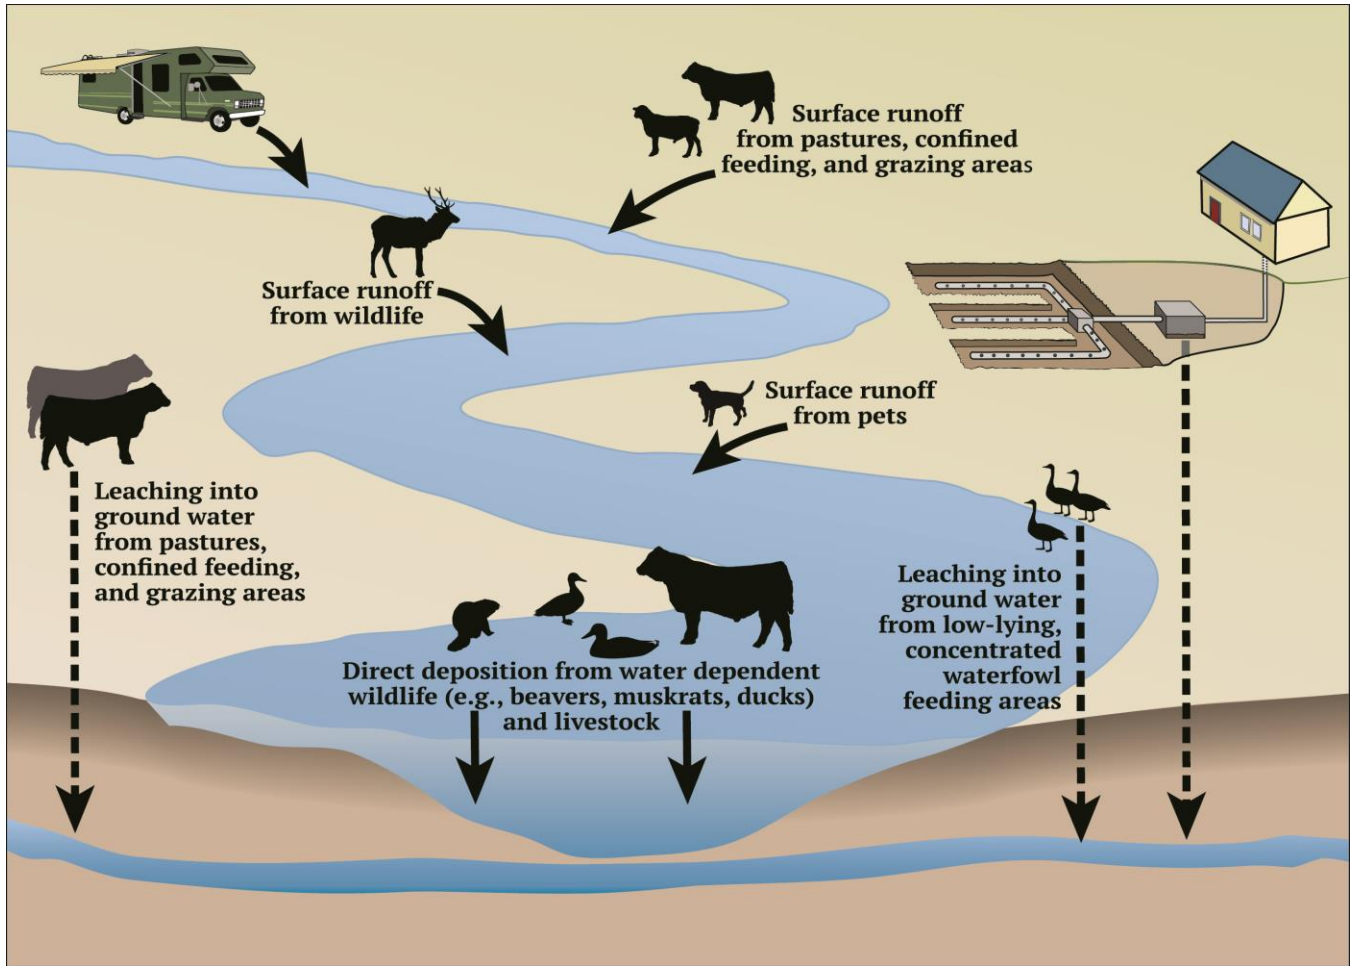 Surface runoff
from pastures, confined
feeding, and grazing areas
Surface runoff
from wildlife
Surface runoff
from pets
Leaching into
ground water
from pastures,
confined feeding,
and grazing areas
Leaching into
ground water
from low-lying,
concentrated
waterfowl
feeding areas
Direct deposition from water dependent
wildlife (e.g., beavers, muskrats, ducks)
and livestock